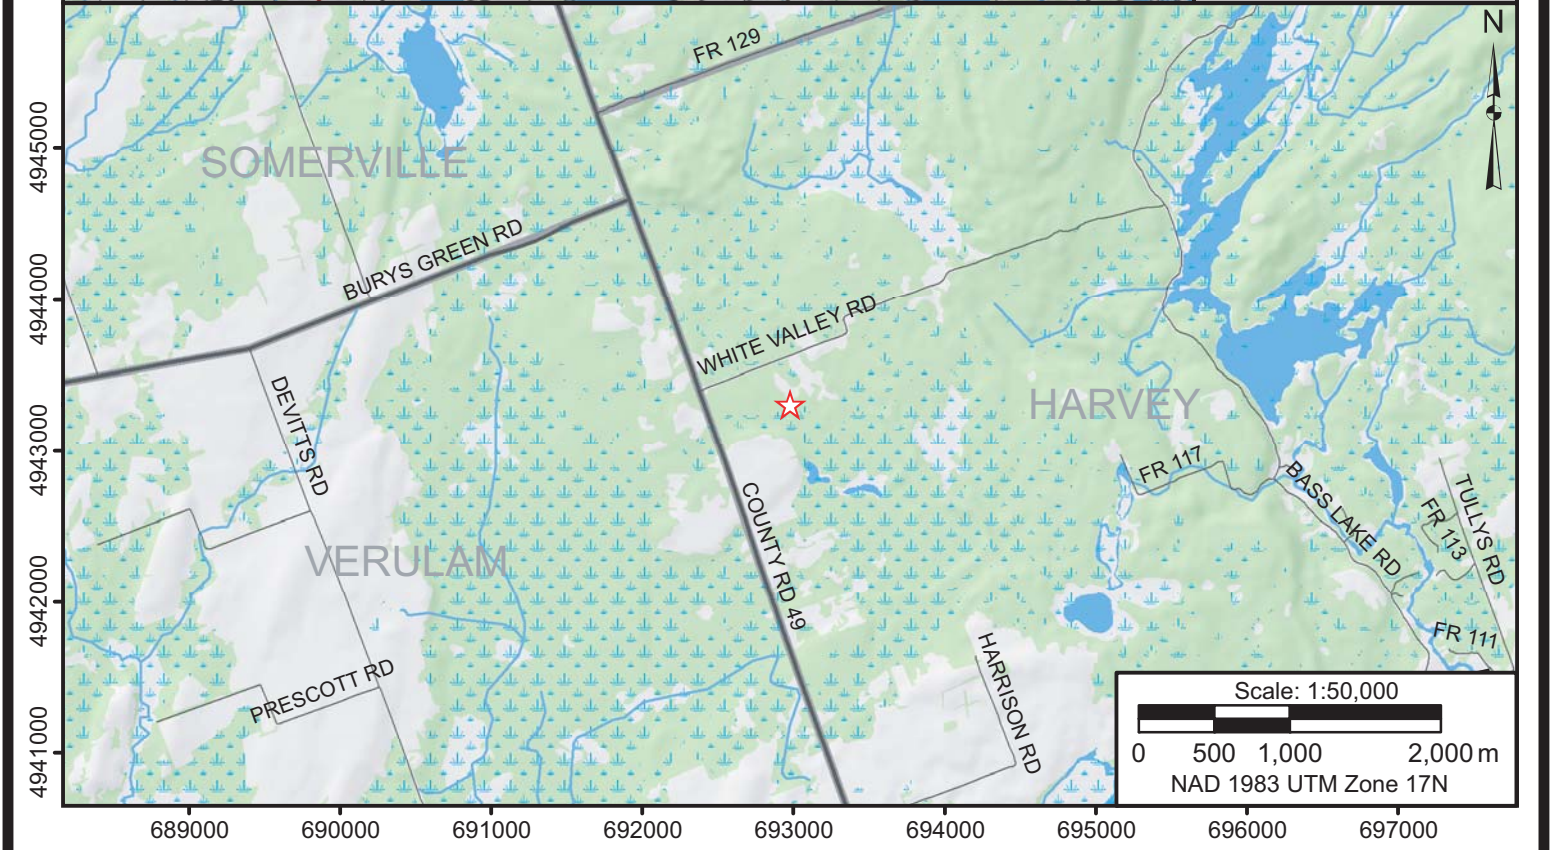 N
FR 129
4945000
SOMERVILLE
BURYS GREEN RD
4944000
WHITE VALLEY RD
DEVITTS RD
HARVEY
4943000
FR 117
BASS LAKE RD
TULLYS RD
FR 113
COUNTY RD 49
VERULAM
4942000
FR 111
HARRISON RD
PRESCOTT RD
4941000
Scale: 1:50,000
0 500 1,000 2,000 m
NAD 1983 UTM Zone 17N
689000 690000 691000 692000 693000 694000 695000 696000 697000